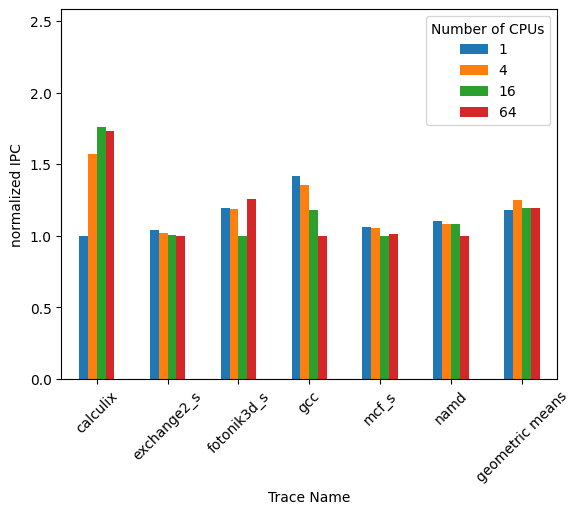 2.5
2.0
1.5
1.0
0.5
0.0
normalized IPC
Number of CPUs
1
4
16
64
calculix
exchange2_s
fotonik3d_s
gcc
mcf_s
namd
geometric means
Trace Name